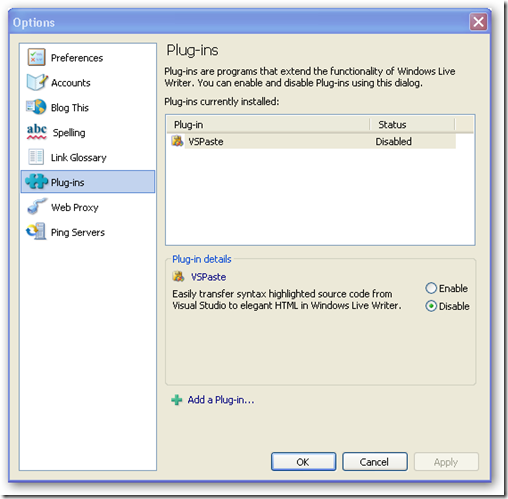 Options
Preferences
Accounts
Blog This
abc Spelling
Link Glossary
Plug-ins
Web Proxy
Ping Servers
Plug-ins
Plug-ins are programs that extend the functionality of Windows Live
Writer. You can enable and disable Plug-ins using this dialog.
Plug-ins currently installed:
Plug-in Status
VSPaste Disabled
Plug-in details
VSPaste
Easily transfer syntax highlighted source code from
Visual Studio to elegant HTML in Windows Live Writer.
Enable
Disable
Add a Plug-in...
OK Cancel Apply